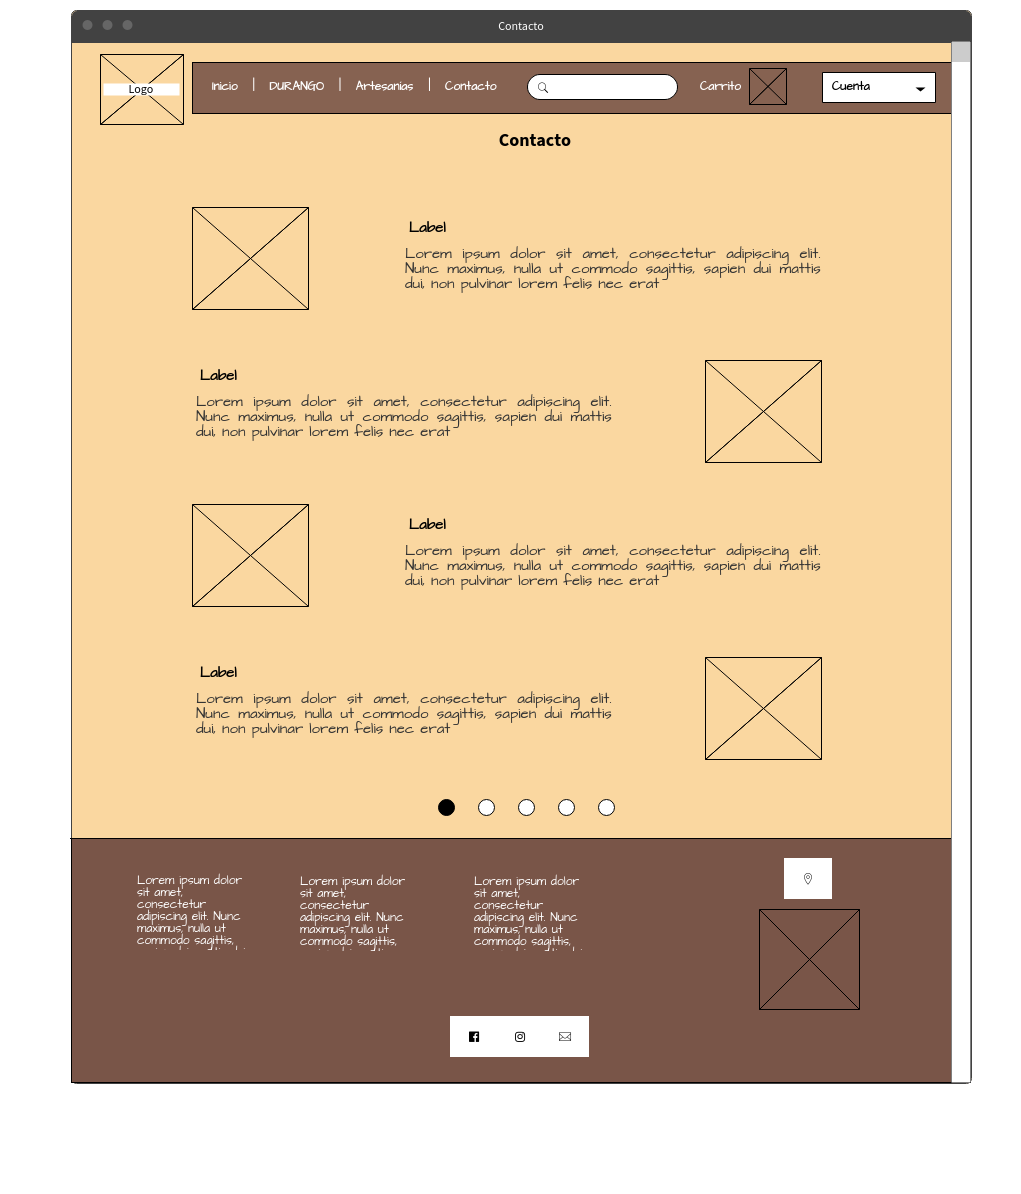 Contacto
Logo
Inicio | DURANGO | Artesanias | Contacto
Carrito
Cuenta
Contacto
Label
Lorem ipsum dolor sit amet, consectetur adipiscing elit.
Nunc maximus, nulla ut commodo sagittis, sapien dui mattis
dui, non pulvinar lorem felis nec erat
Label
Lorem ipsum dolor sit amet, consectetur adipiscing elit.
Nunc maximus, nulla ut commodo sagittis, sapien dui mattis
dui, non pulvinar lorem felis nec erat
Label
Lorem ipsum dolor sit amet, consectetur adipiscing elit.
Nunc maximus, nulla ut commodo sagittis, sapien dui mattis
dui, non pulvinar lorem felis nec erat
Label
Lorem ipsum dolor sit amet, consectetur adipiscing elit.
Nunc maximus, nulla ut commodo sagittis, sapien dui mattis
dui, non pulvinar lorem felis nec erat
Lorem ipsum dolor
sit amet,
consectetur
adipiscing elit. Nunc
maximus, nulla ut
commodo sagittis,
Lorem ipsum dolor
sit amet,
consectetur
adipiscing elit. Nunc
maximus, nulla ut
commodo sagittis,
Lorem ipsum dolor
sit amet,
consectetur
adipiscing elit. Nunc
maximus, nulla ut
commodo sagittis,